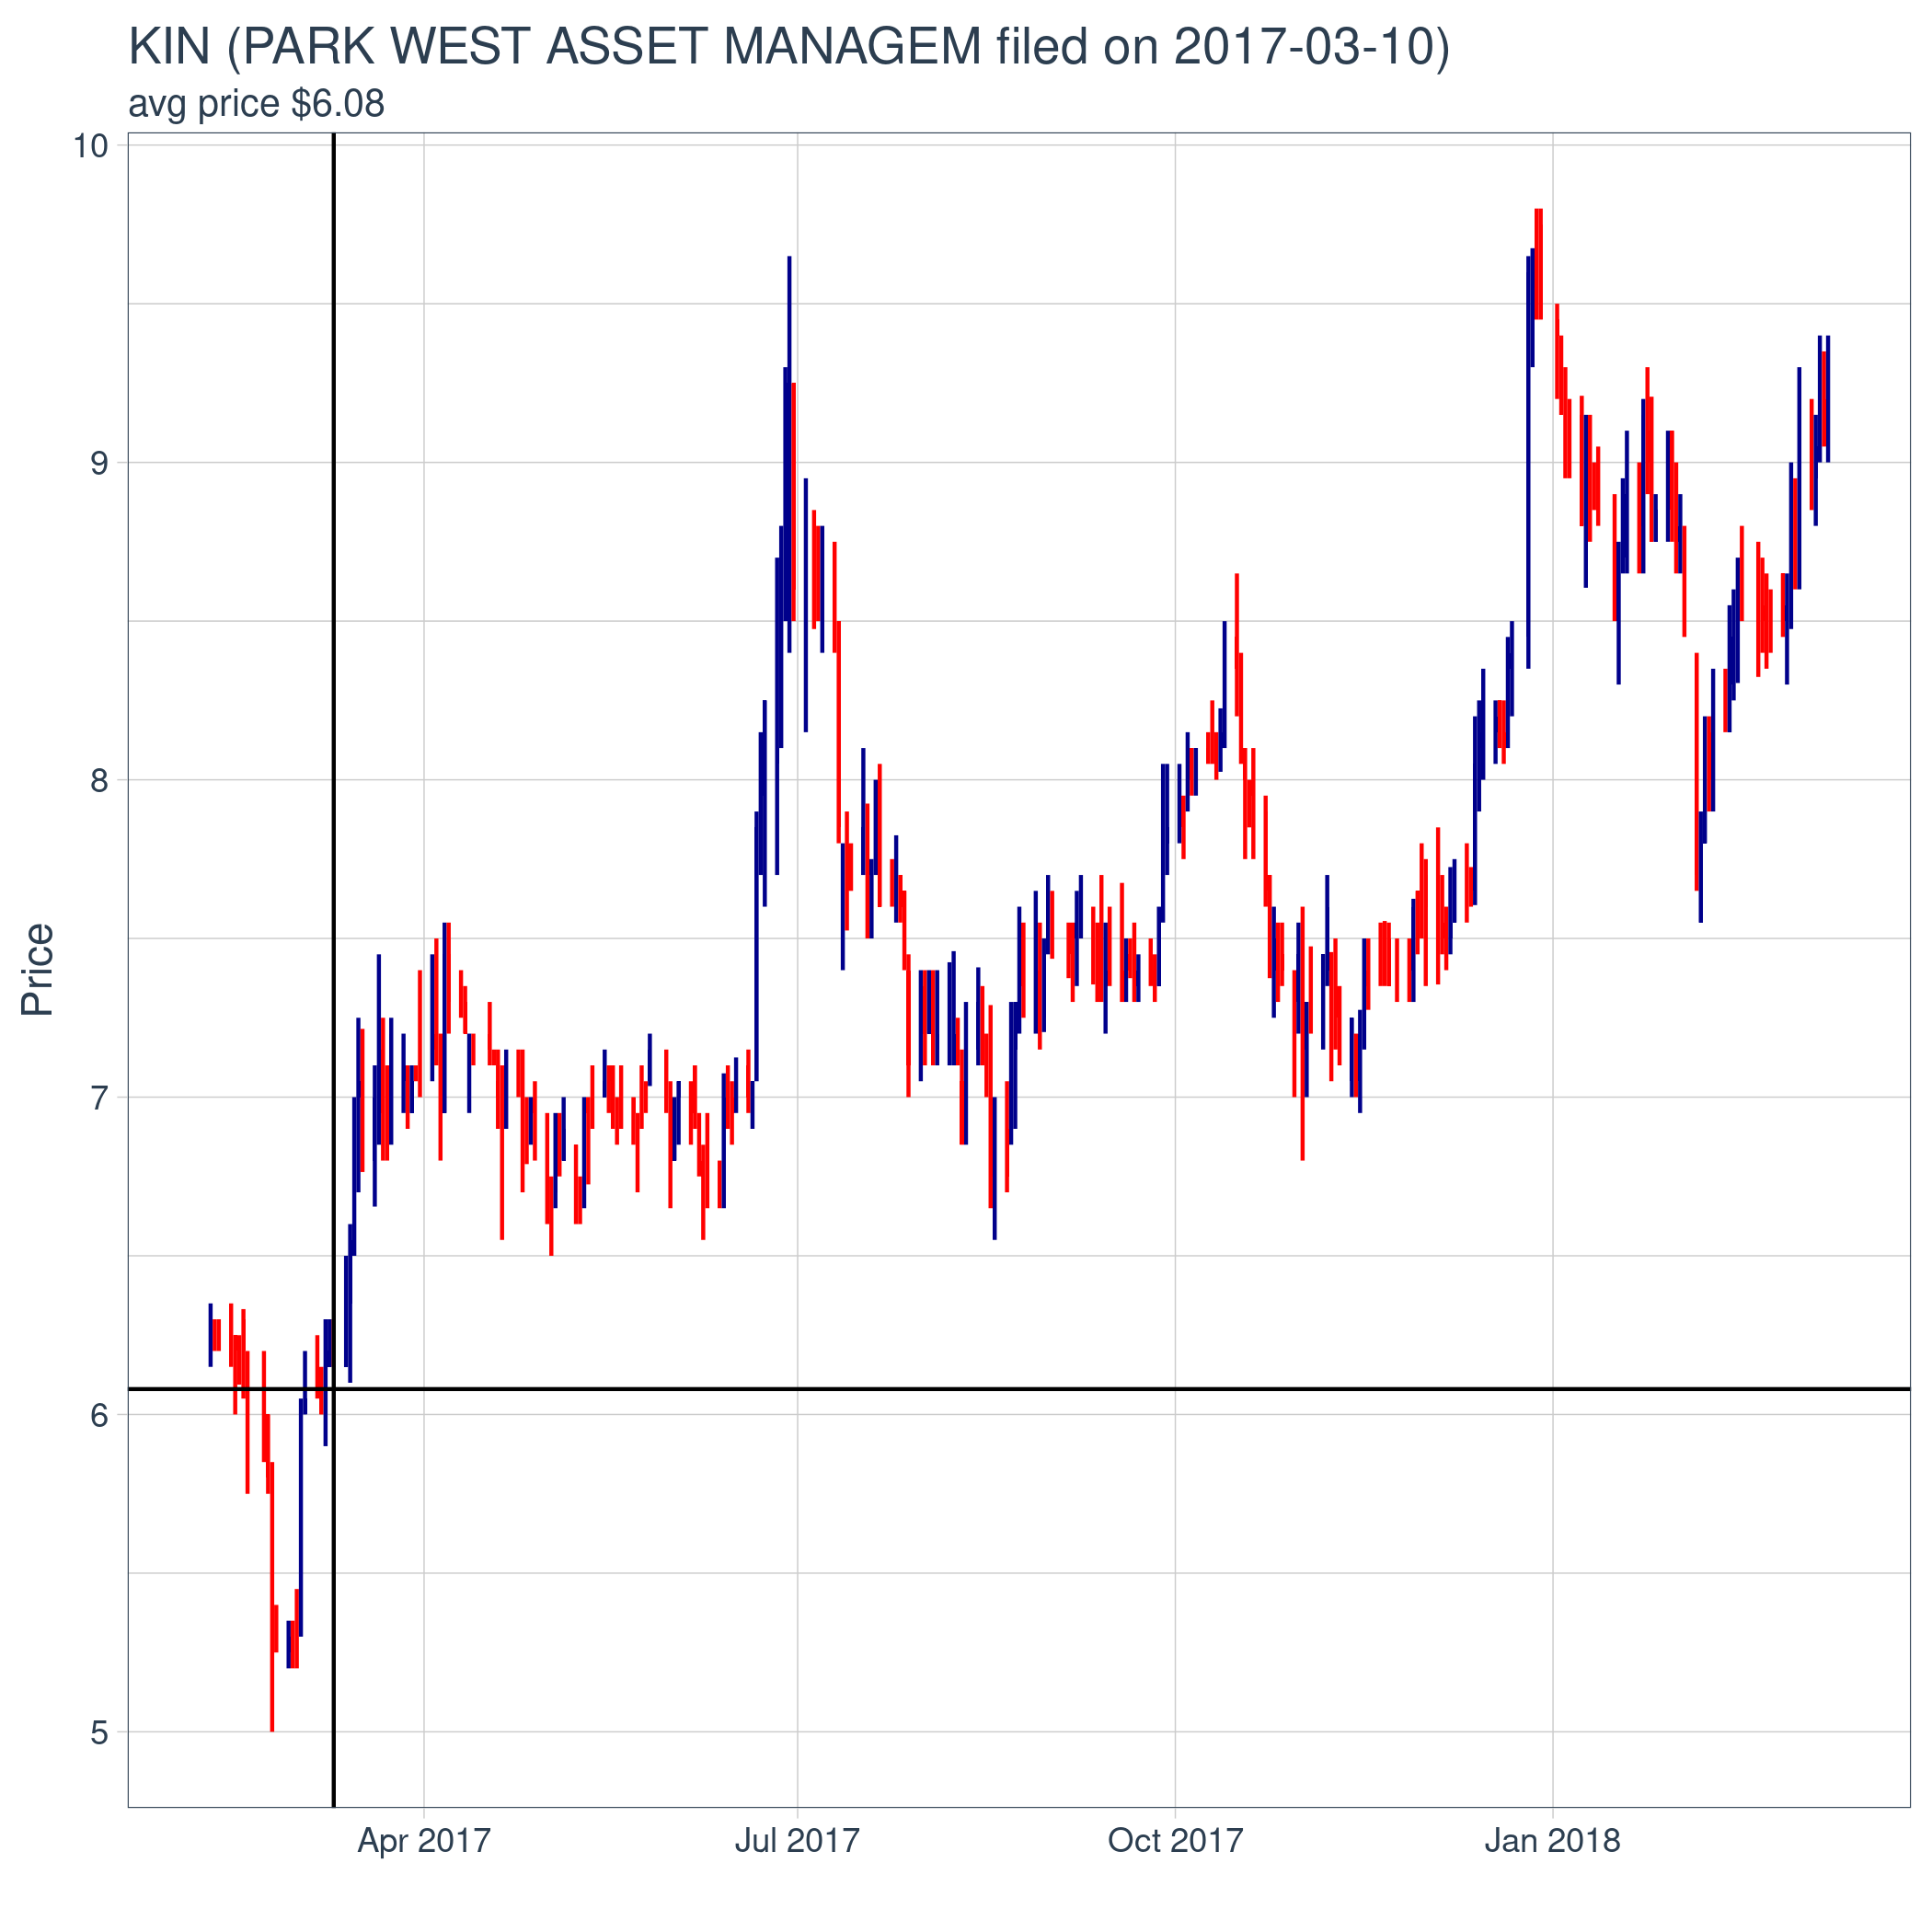 KIN (PARK WEST ASSET MANAGEM filed on 2017-03-10)
avg price $6.08
10
9
8
7
6
5
Price
Apr 2017
Jul 2017
Oct 2017
Jan 2018